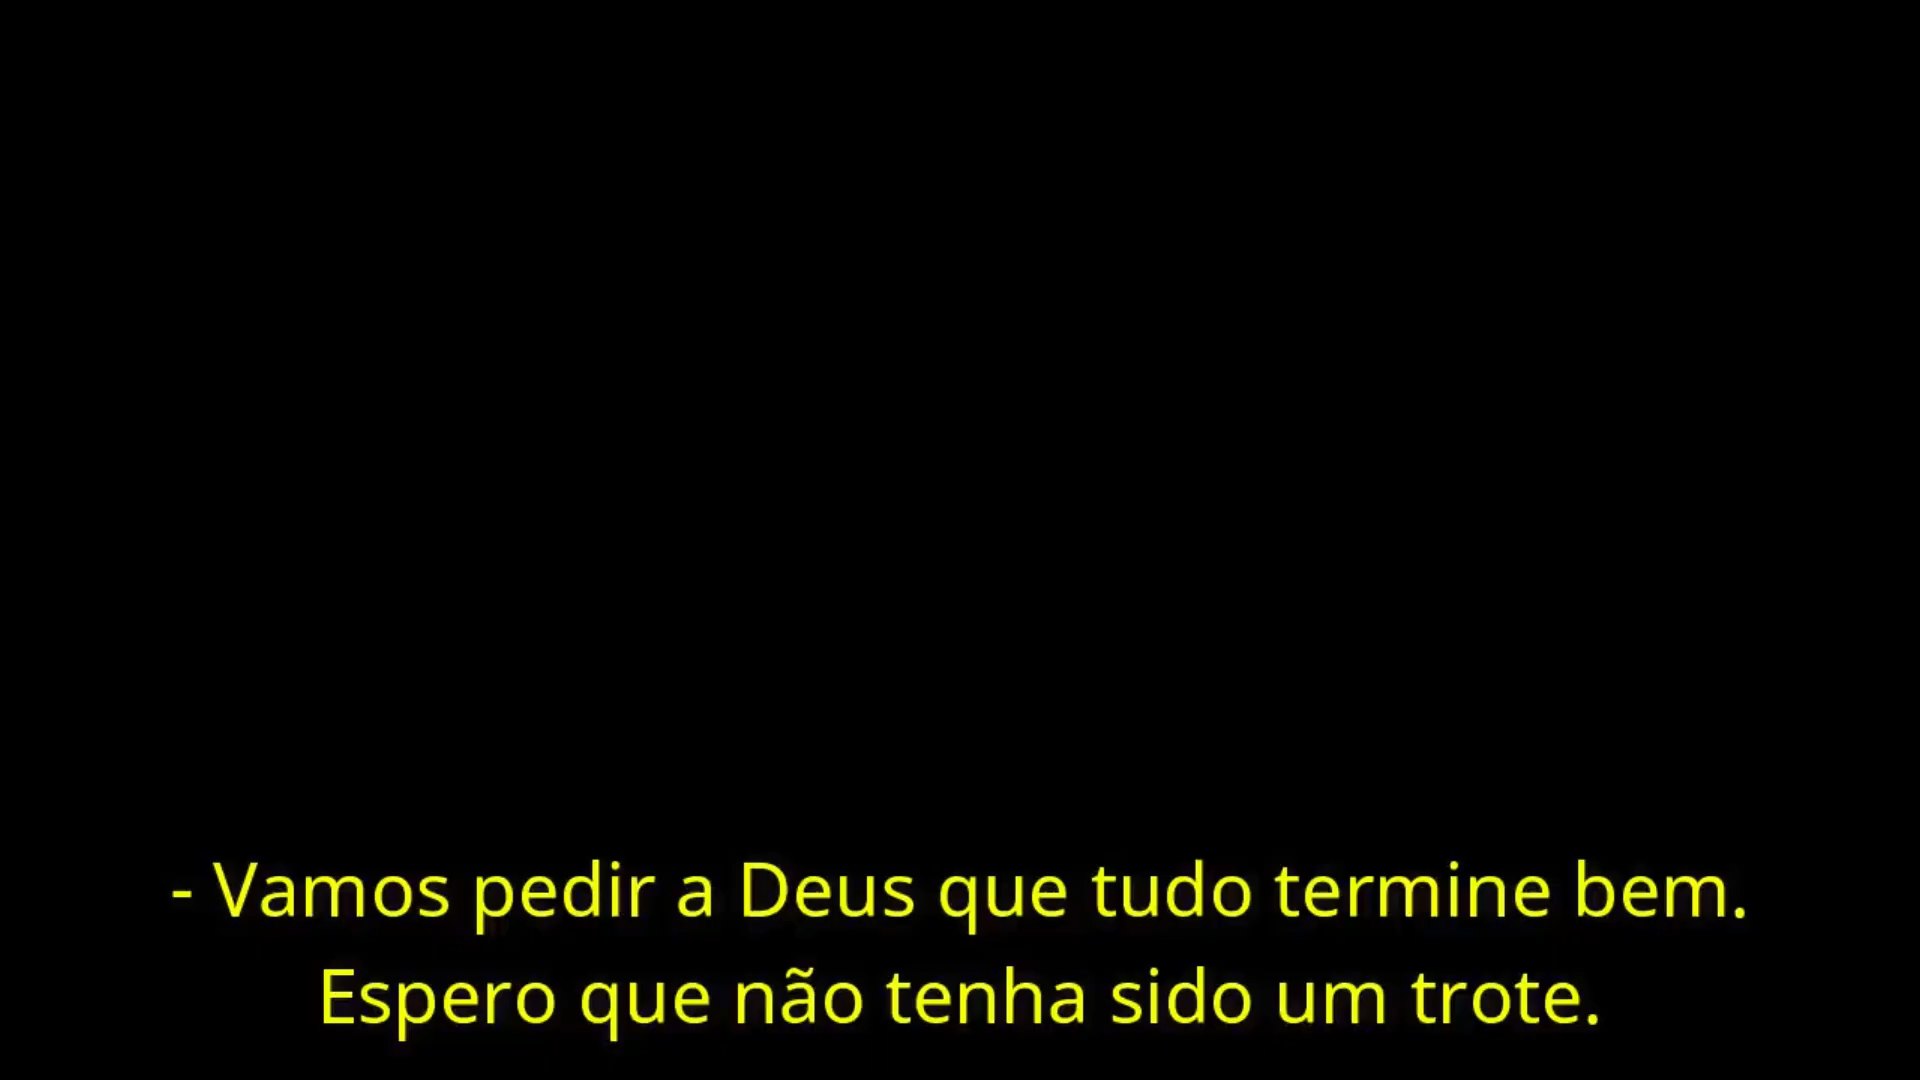 - Vamos pedir a Deus que tudo termine bem.
Espero que não tenha sido um trote.